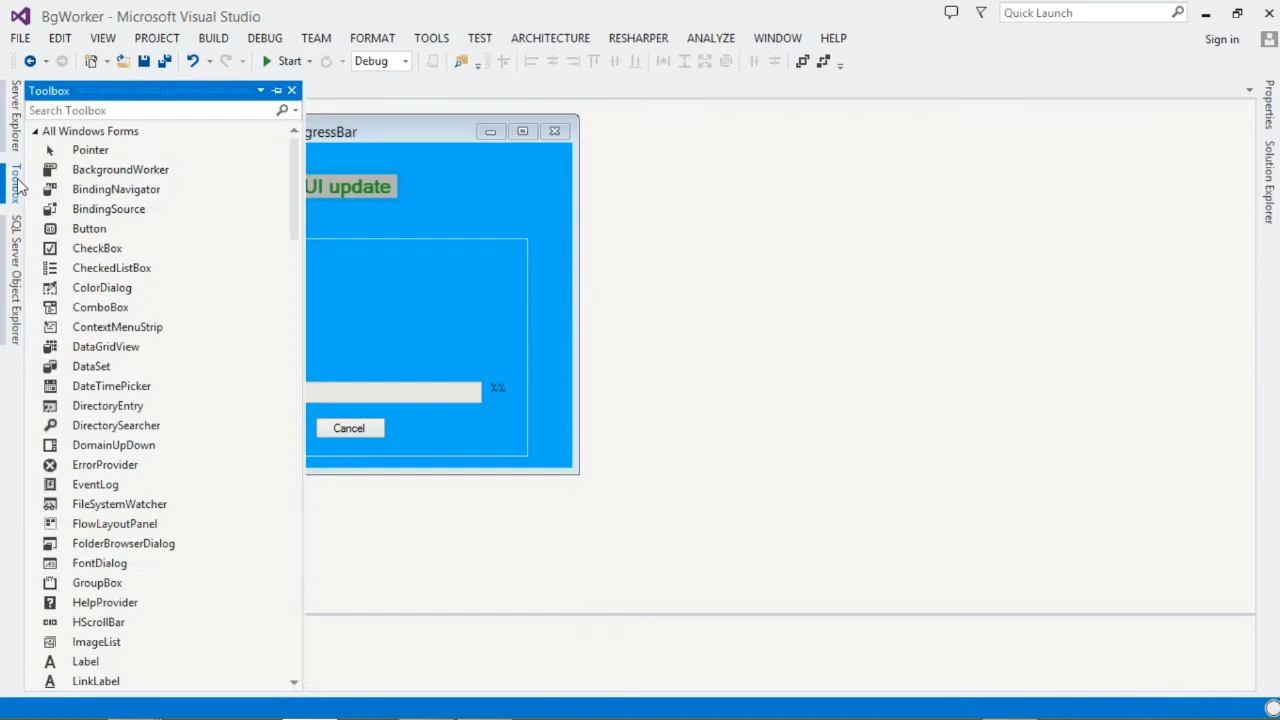 BgWorker - Microsoft Visual Studio
Quick Launch
FILE EDIT VIEW PROJECT BUILD DEBUG TEAM FORMAT TOOLS TEST ARCHITECTURE RESHARPER ANALYZE WINDOW HELP
Sign in
Start Debug
Server Explorer
Toolbox
SQL Server Object Explorer
Toolbox
Search Toolbox
All Windows Forms
Pointer
BackgroundWorker
BindingNavigator
BindingSource
Button
CheckBox
CheckedListBox
ColorDialog
ComboBox
ContextMenuStrip
DataGridView
DataSet
DateTimePicker
DirectoryEntry
DirectorySearcher
DomainUpDown
ErrorProvider
EventLog
FileSystemWatcher
FlowLayoutPanel
FolderBrowserDialog
FontDialog
GroupBox
HelpProvider
HScrollBar
ImageList
Label
LinkLabel
gressBar
UI update
Cancel
Properties
Solution Explorer